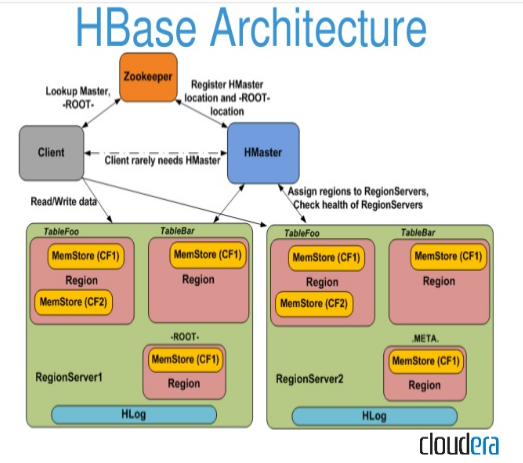 HBase Architecture
Zookeeper
Lookup Master,
-ROOT-
Register HMaster
location and -ROOT-
location
Client
Client rarely needs HMaster
HMaster
Read/Write data
Assign regions to RegionServers,
Check health of RegionServers
TableFoo
MemStore (CF1)
Region
MemStore (CF2)
TableBar
MemStore (CF1)
Region
-ROOT-
MemStore (CF1)
Region
RegionServer1
HLog
TableFoo
MemStore (CF1)
Region
MemStore (CF2)
TableBar
MemStore (CF1)
Region
.META.
MemStore (CF1)
Region
RegionServer2
HLog
cloudera